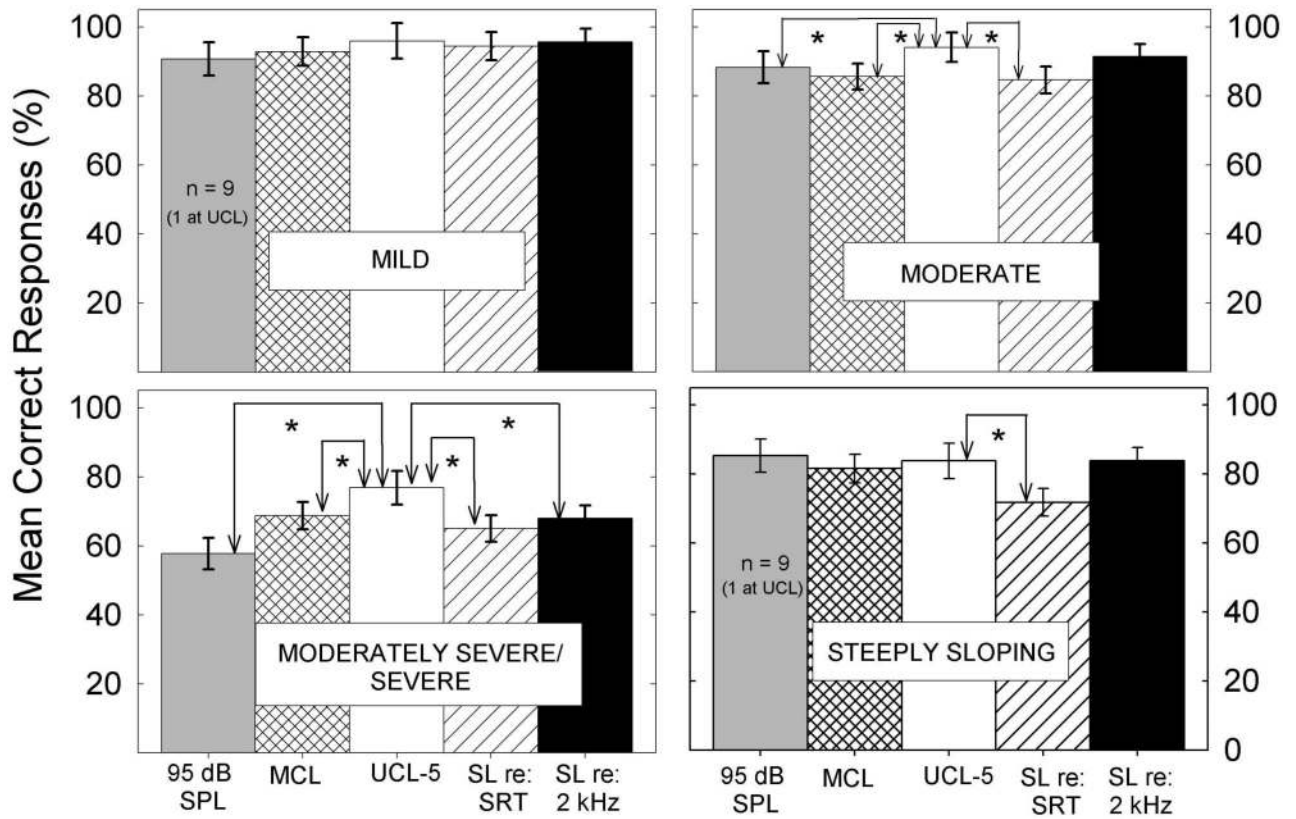 Mean Correct Responses (%)
100
80
60
40
20
n = 9
(1 at UCL)
MILD
*
*
*
MODERATE
100
80
60
40
20
100
80
60
40
20
*
*
*
*
MODERATELY SEVERE/
SEVERE
95 dB
SPL
MCL
UCL-5
SL re:
SRT
SL re:
2 kHz
*
n = 9
(1 at UCL)
STEEPLY SLOPING
100
80
60
40
20
0
95 dB
SPL
MCL
UCL-5
SL re:
SRT
SL re:
2 kHz